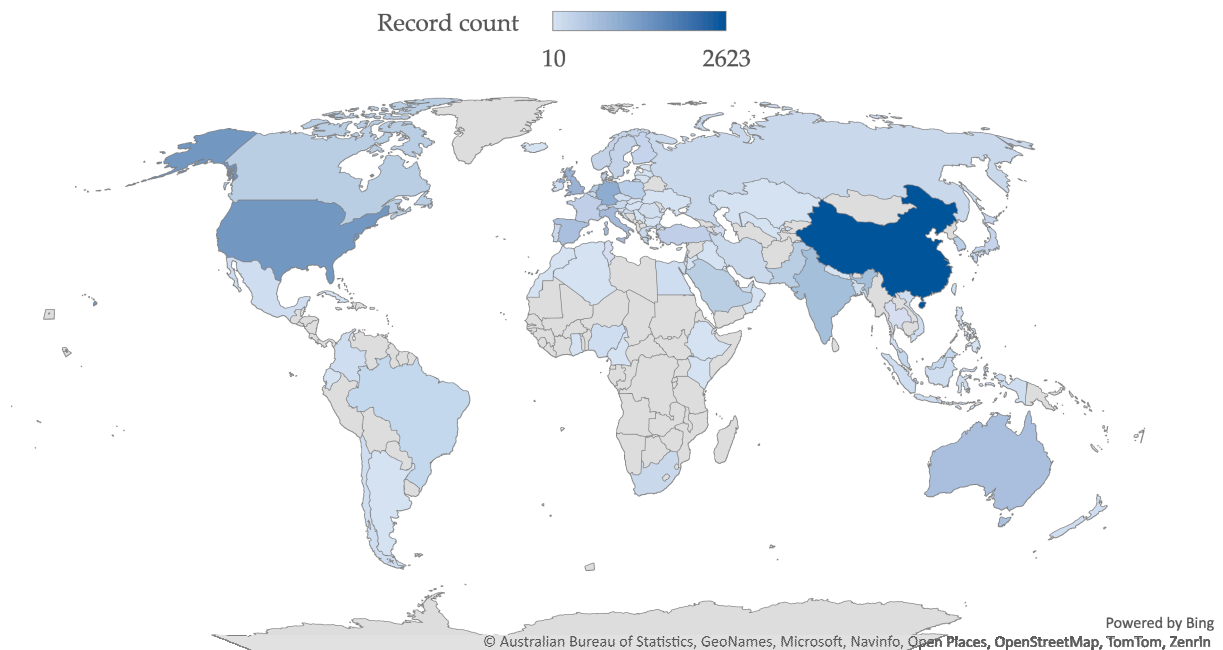 Record count
10 2623
Powered by Bing
© Australian Bureau of Statistics, GeoNames, Microsoft, Navinfo, Open Places, OpenStreetMap, TomTom, Zenrin